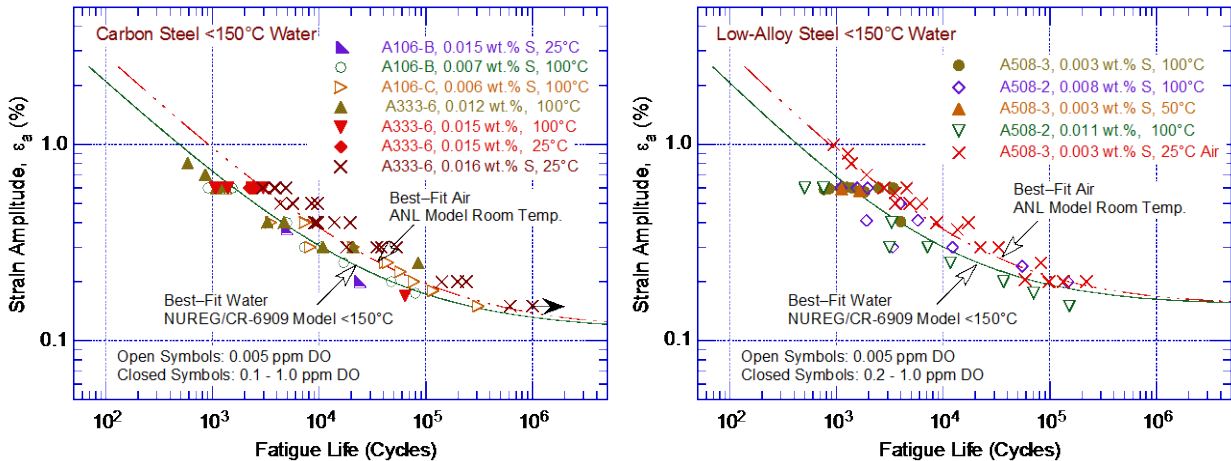 Carbon Steel <150°C Water
A106-B, 0.015 wt.% S, 25°C
A106-B, 0.007 wt.% S, 100°C
A106-C, 0.006 wt.% S, 100°C
A333-6, 0.012 wt.%, 100°C
A333-6, 0.015 wt.%, 100°C
A333-6, 0.015 wt.%, 25°C
A333-6, 0.016 wt.% S, 25°C
Best–Fit Air
ANL Model Room Temp.
Best–Fit Water
NUREG/CR-6909 Model <150°C
Open Symbols: 0.005 ppm DO
Closed Symbols: 0.1 - 1.0 ppm DO
Strain Amplitude, εa (%)
1.0
0.1
10² 10³ 10⁴ 10⁵ 10⁶
Fatigue Life (Cycles)
Low-Alloy Steel <150°C Water
A508-3, 0.003 wt.% S, 100°C
A508-2, 0.008 wt.% S, 100°C
A508-3, 0.003 wt.% S, 50°C
A508-2, 0.011 wt.%, 100°C
A508-3, 0.003 wt.% S, 25°C Air
Best–Fit Air
ANL Model Room Temp.
Best–Fit Water
NUREG/CR-6909 Model <150°C
Open Symbols: 0.005 ppm DO
Closed Symbols: 0.2 - 1.0 ppm DO
Strain Amplitude, εa (%)
1.0
0.1
10² 10³ 10⁴ 10⁵ 10⁶
Fatigue Life (Cycles)